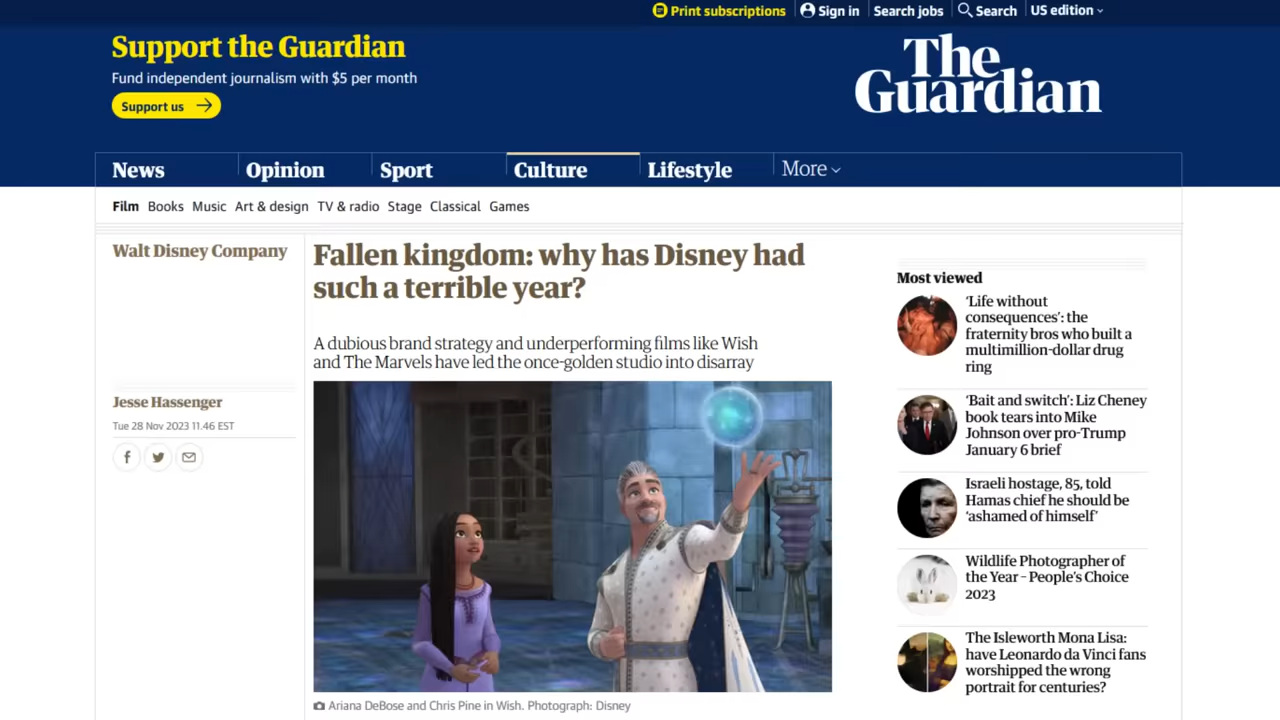 Print subscriptions
Sign in
Search jobs
Search
US edition
Support the Guardian
Fund independent journalism with $5 per month
Support us
The
Guardian
News
Opinion
Sport
Culture
Lifestyle
More
Film
Books
Music
Art & design
TV & radio
Stage
Classical
Games
Walt Disney Company
Fallen kingdom: why has Disney had
such a terrible year?
A dubious brand strategy and underperforming films like Wish
and The Marvels have led the once-golden studio into disarray
Jesse Hassenger
Tue 28 Nov 2023 11.46 EST
Ariana DeBose and Chris Pine in Wish. Photograph: Disney
Most viewed
‘Life without
consequences’: the
fraternity bros who built a
multimillion-dollar drug
ring
‘Bait and switch’: Liz Cheney
book tears into Mike
Johnson over pro-Trump
January 6 brief
Israeli hostage, 85, told
Hamas chief he should be
‘ashamed of himself’
Wildlife Photographer of
the Year – People’s Choice
2023
The Isleworth Mona Lisa:
have Leonardo da Vinci fans
worshipped the wrong
portrait for centuries?